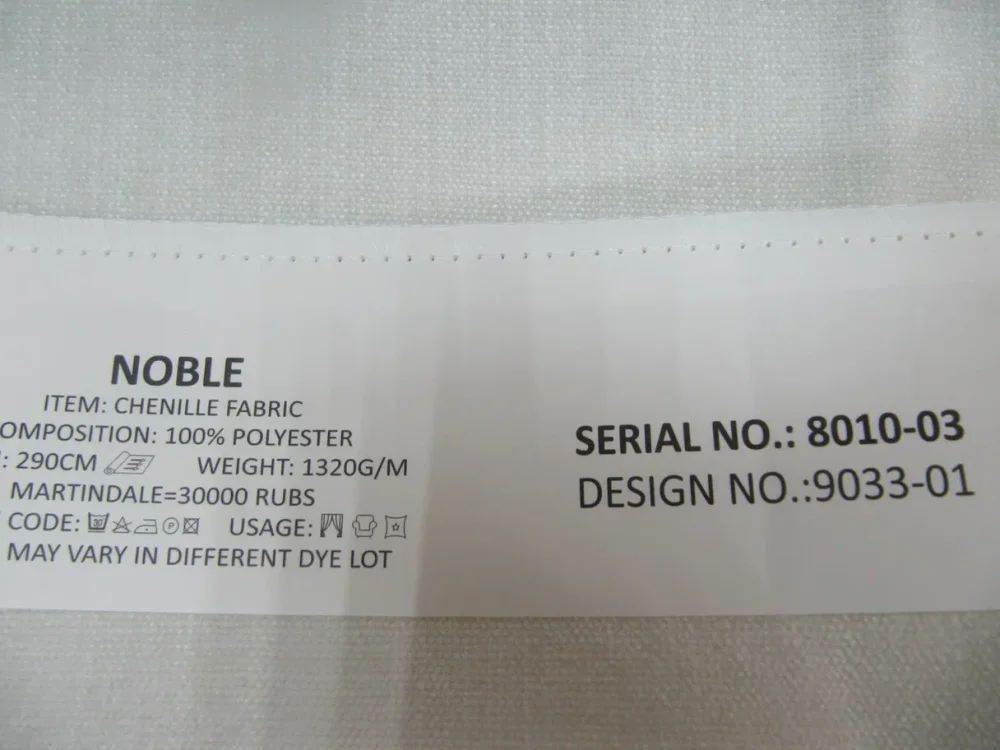 NOBLE
ITEM: CHENILLE FABRIC
OMPOSITION: 100% POLYESTER
: 290CM WEIGHT: 1320G/M
MARTINDALE=30000 RUBS
CODE: USAGE:
MAY VARY IN DIFFERENT DYE LOT
SERIAL NO.: 8010-03
DESIGN NO.:9033-01